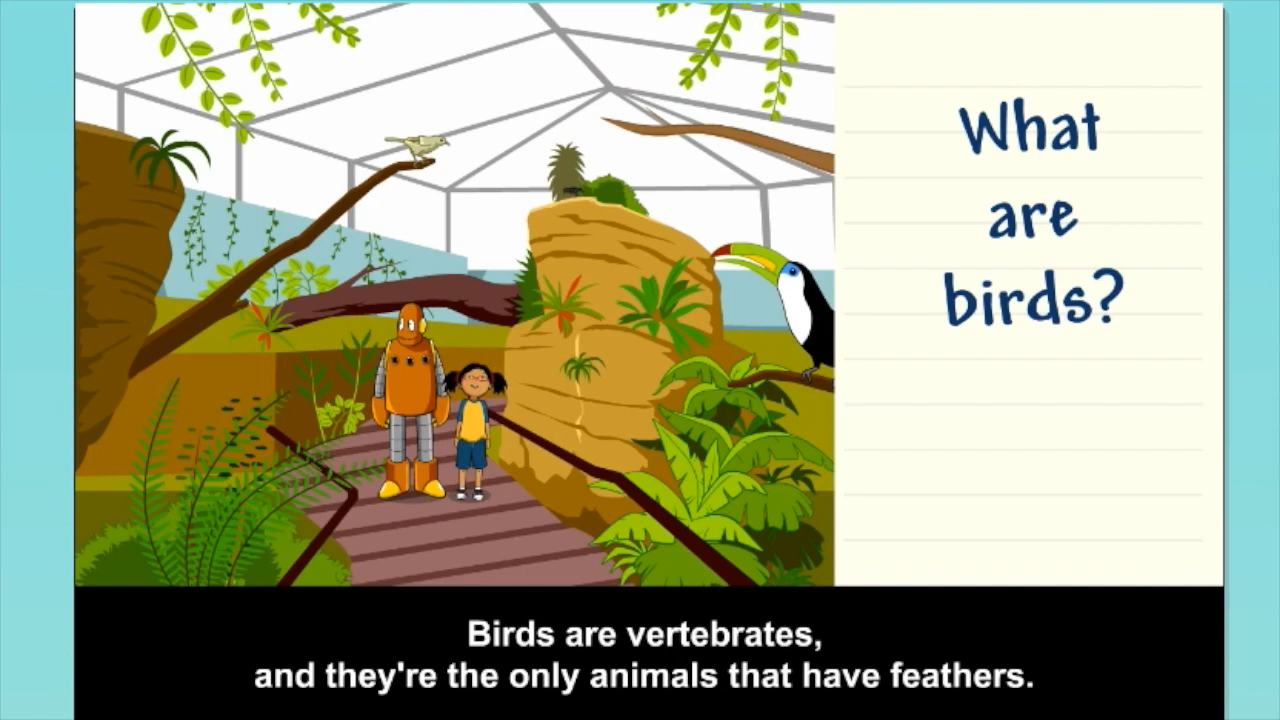 What
are
birds?
Birds are vertebrates,
and they're the only animals that have feathers.